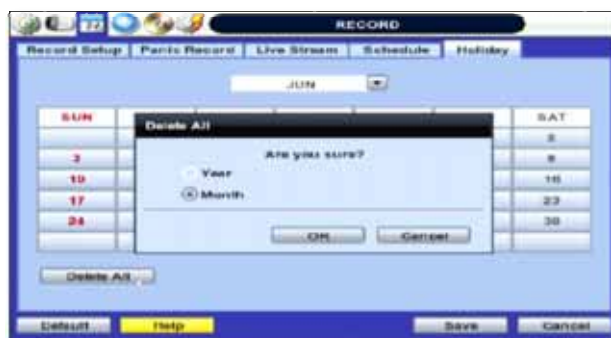 RECORD
Record Setup Panic Record Live Stream Schedule Holiday
JUN
SUN SAT
Delete All
2
Are you sure?
3 9
Year
10 16
Month
17 23
24 30
OK Cancel
Delete All
Default Help Save Cancel